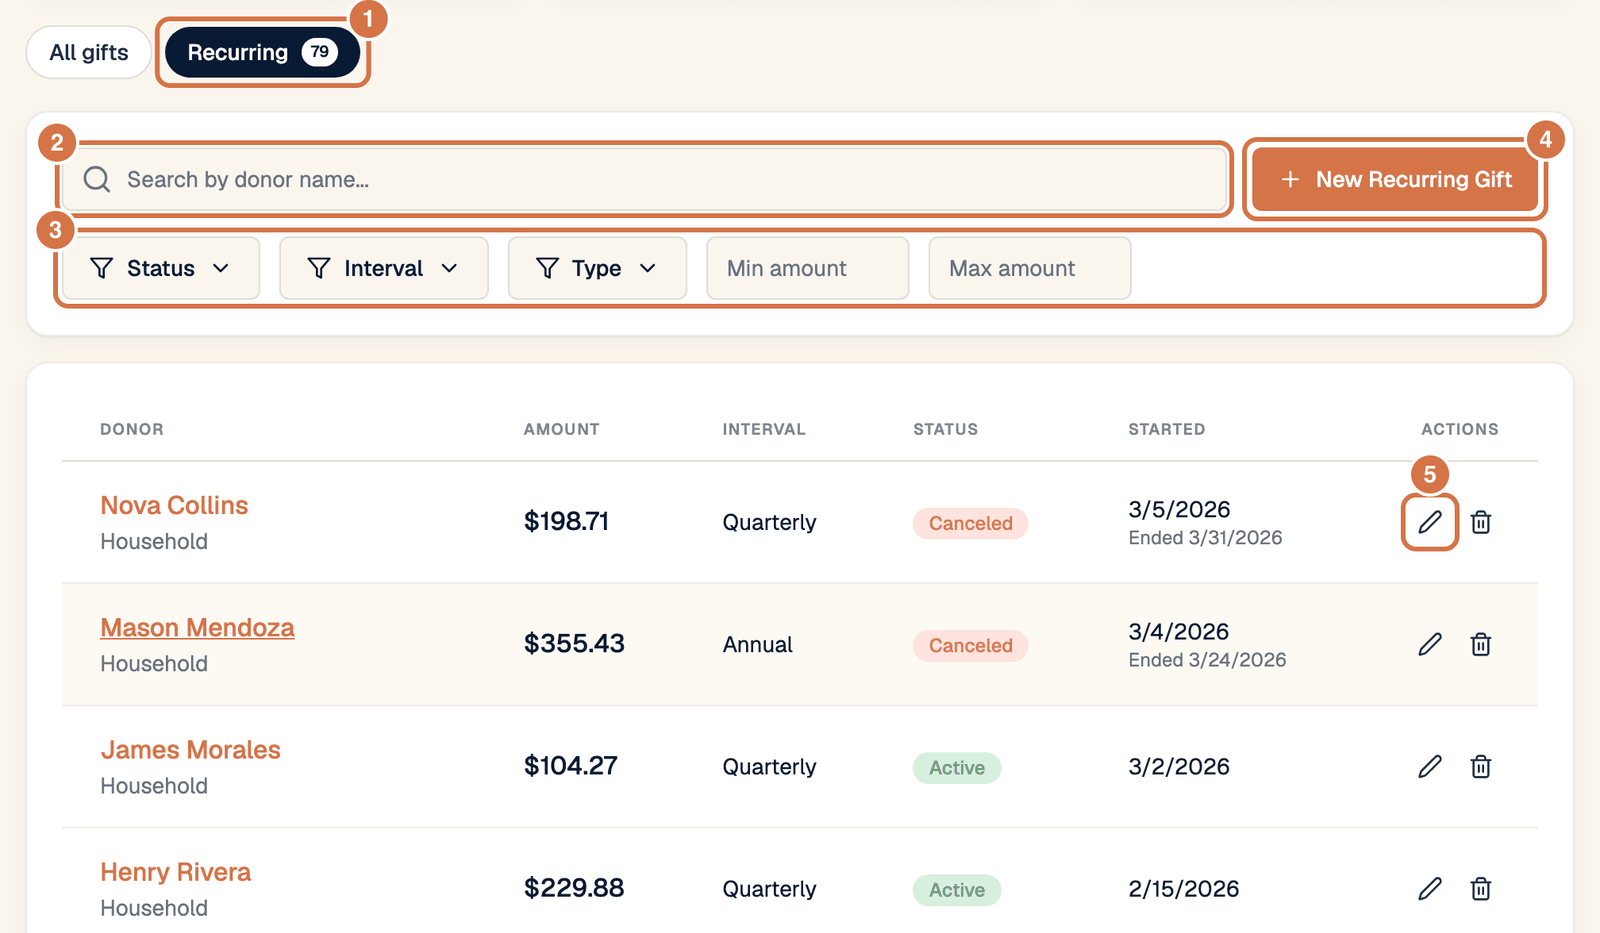 1
All gifts
Recurring 79
2
4
Search by donor name...
+ New Recurring Gift
3
Status
Interval
Type
Min amount
Max amount
DONOR AMOUNT INTERVAL STATUS STARTED ACTIONS
5
Nova Collins
Household
$198.71
Quarterly
Canceled
3/5/2026
Ended 3/31/2026
Mason Mendoza
Household
$355.43
Annual
Canceled
3/4/2026
Ended 3/24/2026
James Morales
Household
$104.27
Quarterly
Active
3/2/2026
Henry Rivera
Household
$229.88
Quarterly
Active
2/15/2026